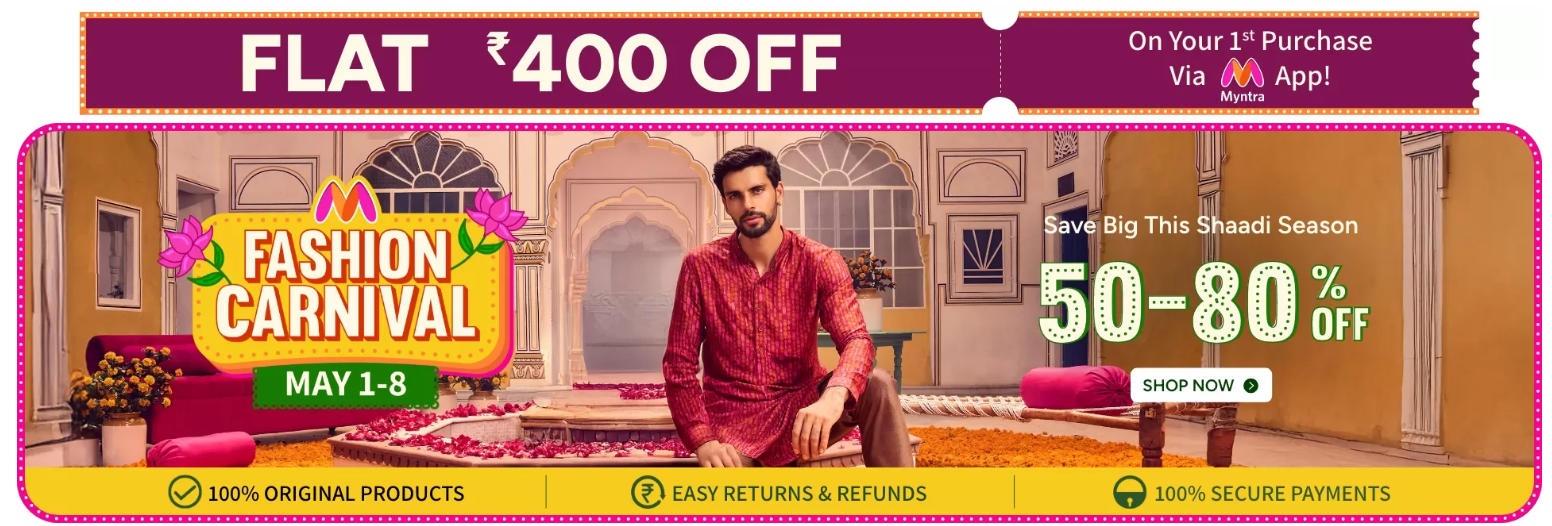 FLAT ₹400 OFF
On Your 1st Purchase
Via Myntra App!
FASHION
CARNIVAL
MAY 1-8
Save Big This Shaadi Season
50-80% OFF
SHOP NOW
100% ORIGINAL PRODUCTS
EASY RETURNS & REFUNDS
100% SECURE PAYMENTS